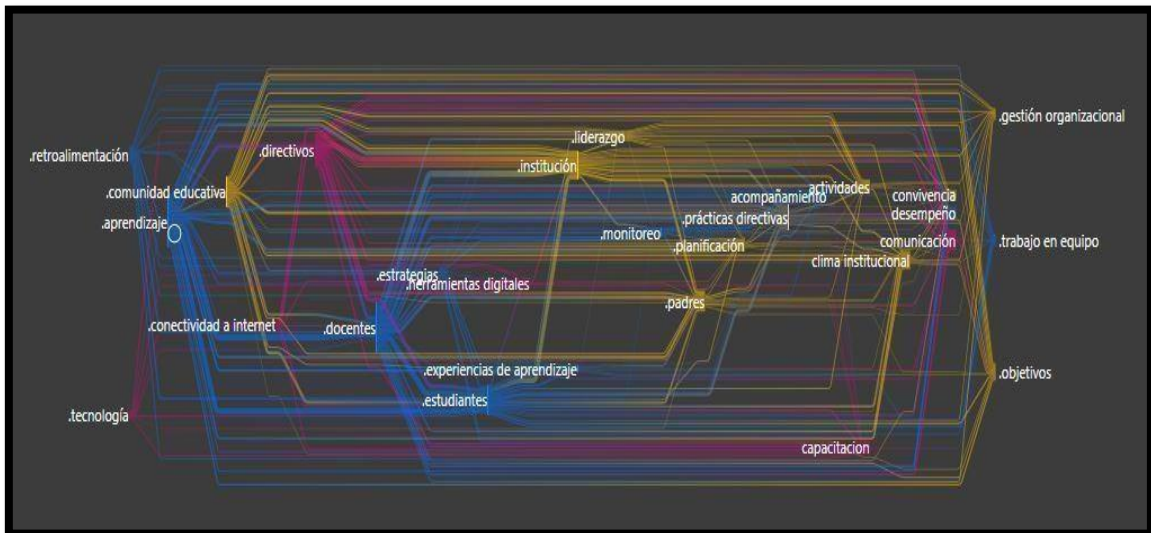 .gestión organizacional
.liderazgo
.directivos
.retroalimentación
.institución
.comunidad educativa
actividades
convivencia
acompañamiento
desempeño
.prácticas directivas
.aprendizaje
.monitoreo
comunicación
.trabajo en equipo
.planificación
clima institucional
.estrategias
.herramientas digitales
.padres
.conectividad a internet
.docentes
.experiencias de aprendizaje
.objetivos
.estudiantes
.tecnología
capacitacion